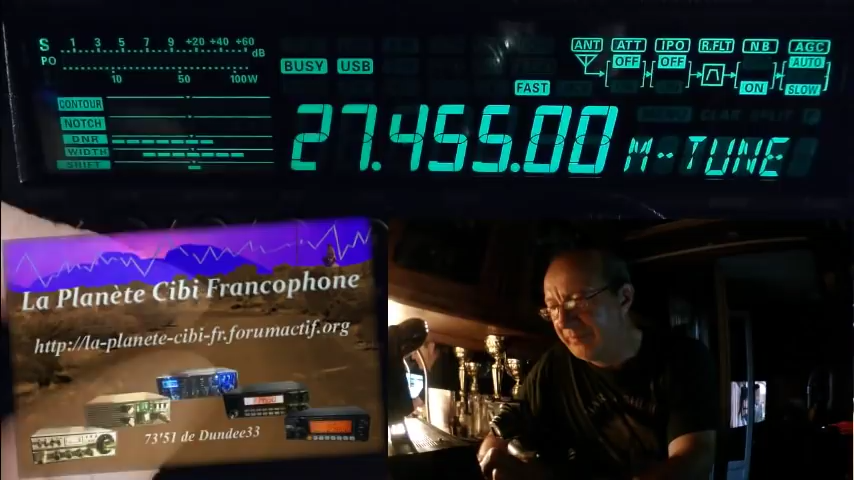 S 1 3 5 7 9 +20 +40 +60 dB
PO 10 50 100W
BUSY USB
ANT ATT IPO R.FLT NB AGC
OFF OFF AUTO
ON SLOW
FAST
CONTOUR
NOTCH
DNR
WIDTH
SHIFT
27.455.00 M--TUNE
La Planète Cibi Francophone
http://la-planete-cibi-fr.forumactif.org
73'51 de Dundee33